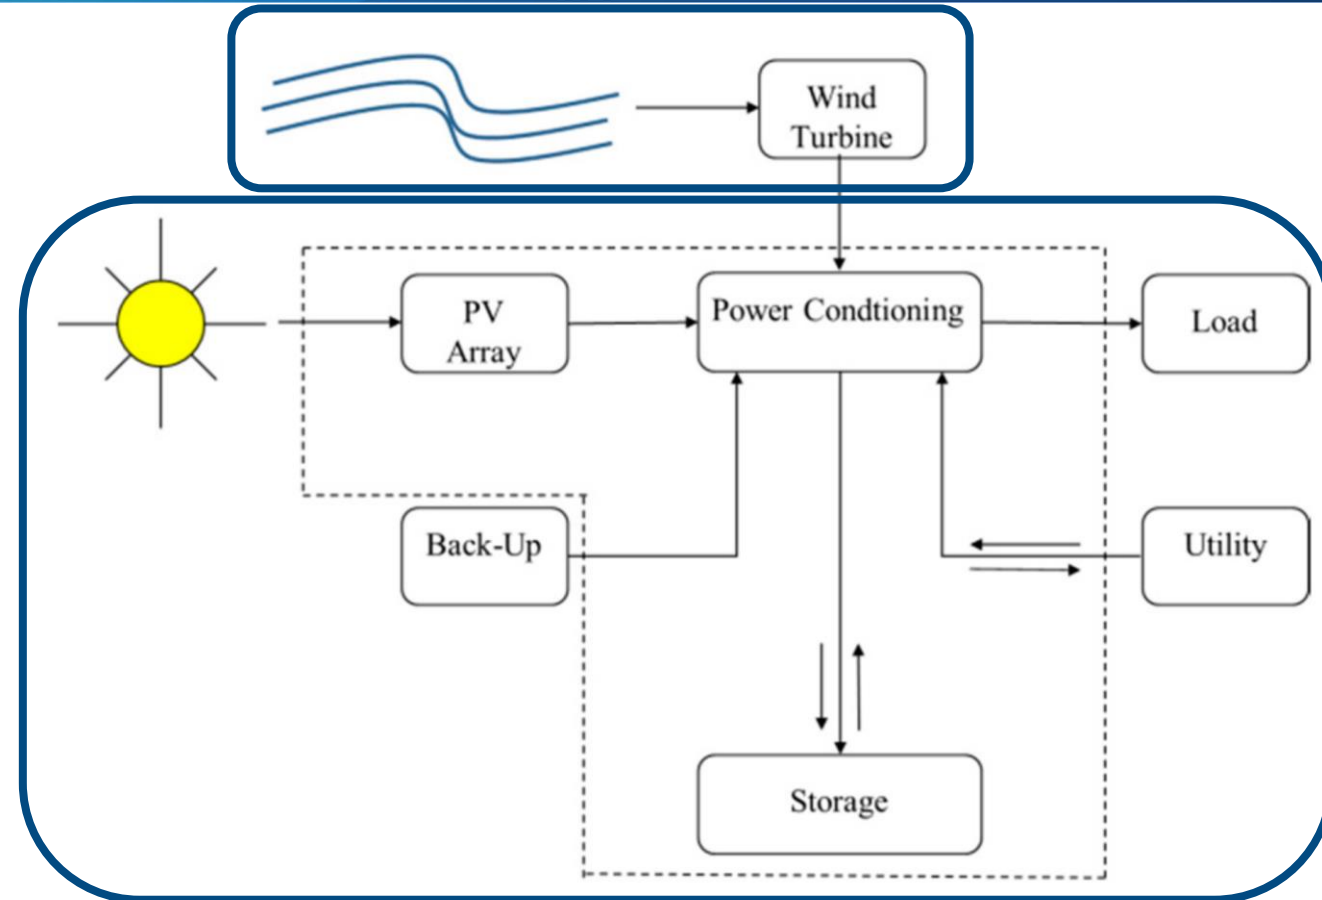 Wind
Turbine
PV
Array
Power Condtioning
Load
Back-Up
Utility
Storage